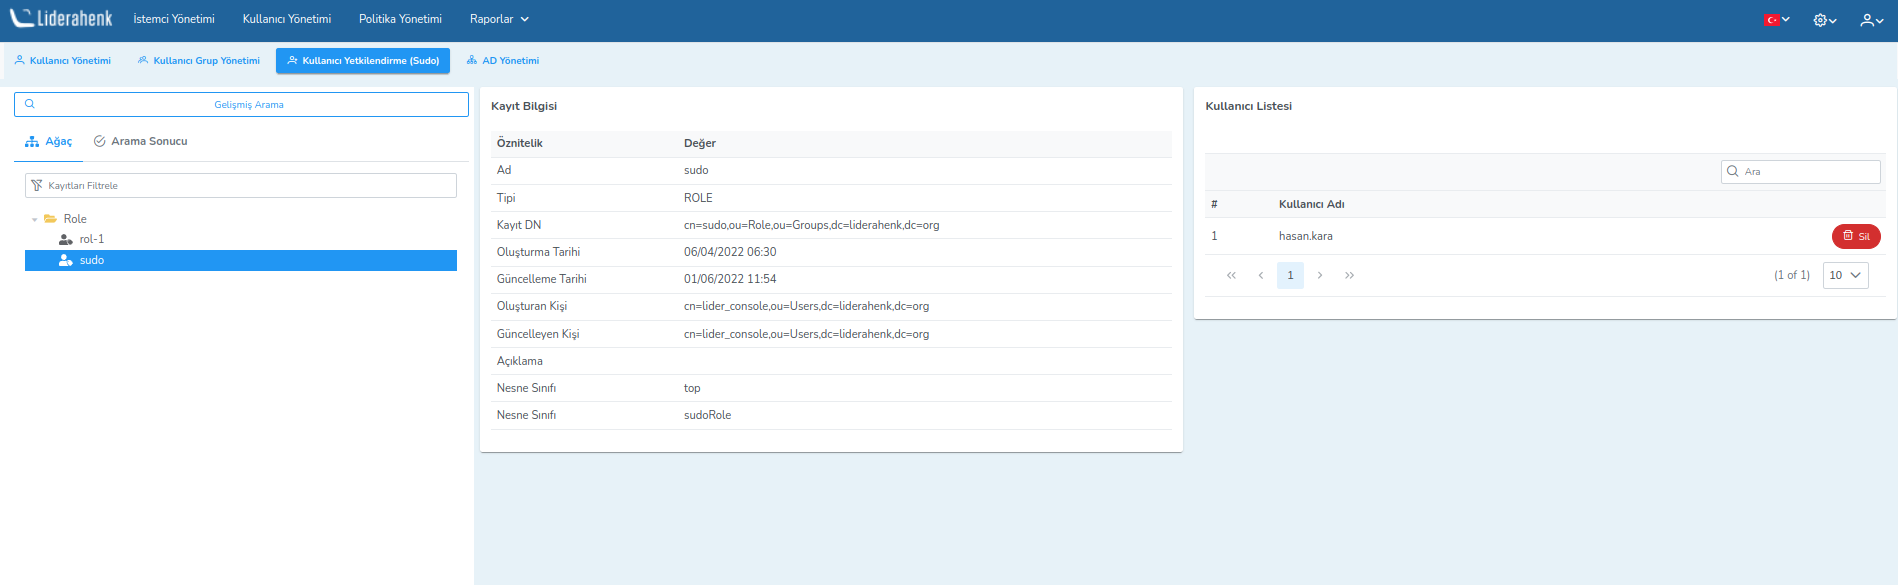 Liderahenk İstemci Yönetimi Kullanıcı Yönetimi Politika Yönetimi Raporlar
Kullanıcı Yönetimi Kullanıcı Grup Yönetimi Kullanıcı Yetkilendirme (Sudo) AD Yönetimi
Gelişmiş Arama
Ağaç Arama Sonucu
Kayıtları Filtrele
Role
rol-1
sudo
Kayıt Bilgisi
Öznitelik Değer
Ad sudo
Tipi ROLE
Kayıt DN cn=sudo,ou=Role,ou=Groups,dc=liderahenk,dc=org
Oluşturma Tarihi 06/04/2022 06:30
Güncelleme Tarihi 01/06/2022 11:54
Oluşturan Kişi cn=lider_console,ou=Users,dc=liderahenk,dc=org
Güncelleyen Kişi cn=lider_console,ou=Users,dc=liderahenk,dc=org
Açıklama
Nesne Sınıfı top
Nesne Sınıfı sudoRole
Kullanıcı Listesi
Ara
# Kullanıcı Adı
1 hasan.kara Sil
1 (1 of 1) 10